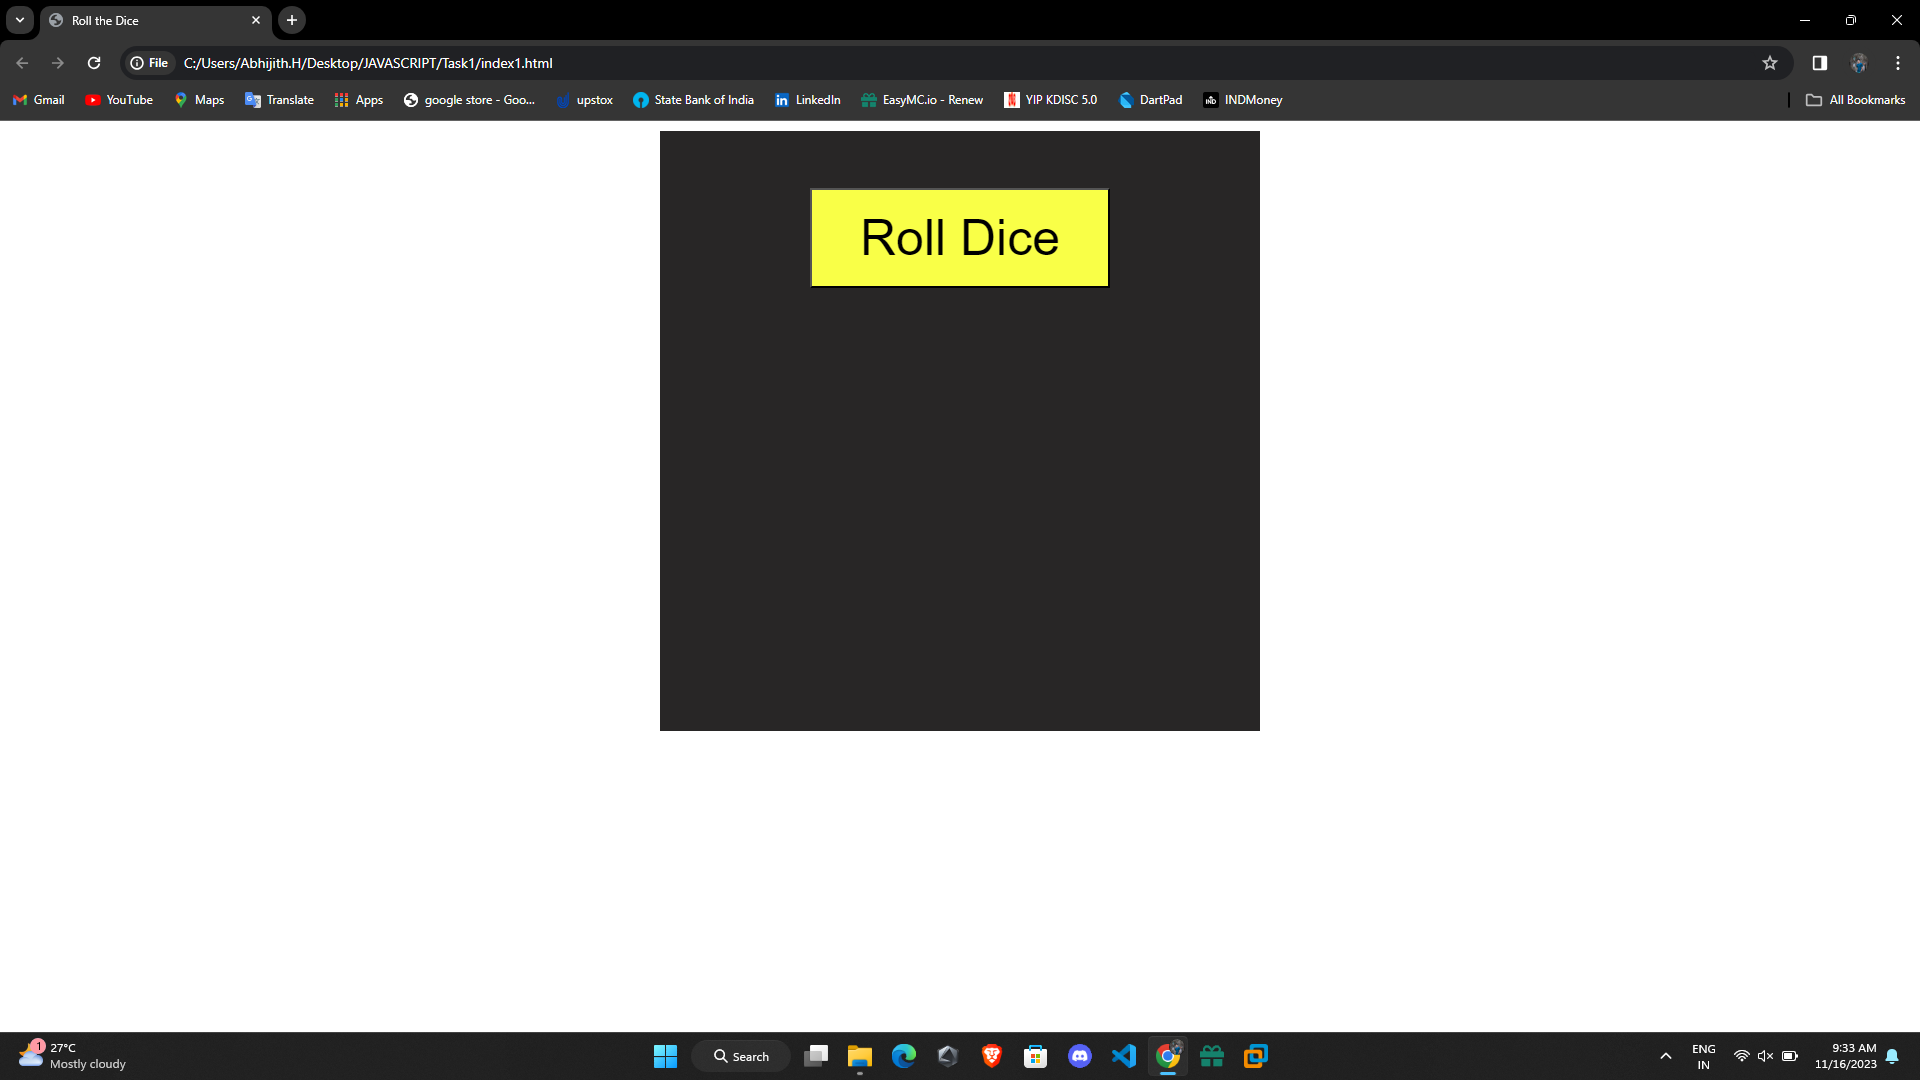 Roll the Dice
File C:/Users/Abhijith.H/Desktop/JAVASCRIPT/Task1/index1.html
Gmail YouTube Maps Translate Apps google store - Goo... upstox State Bank of India LinkedIn EasyMC.io - Renew YIP KDISC 5.0 DartPad INDMoney All Bookmarks
Roll Dice
1
27°C
Mostly cloudy
Search
ENG
IN
9:33 AM
11/16/2023